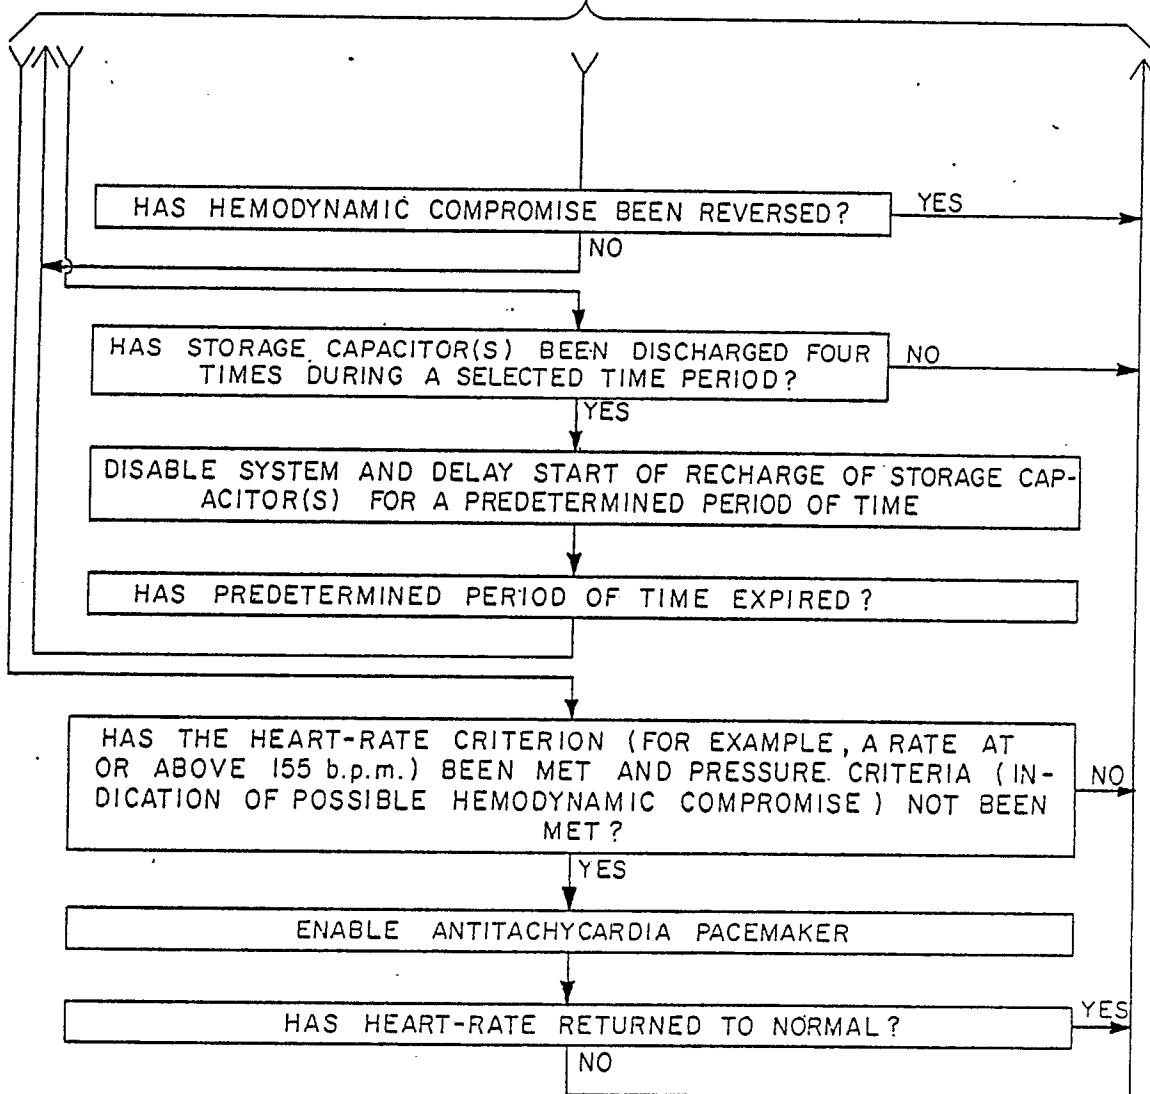 HAS HEMODYNAMIC COMPROMISE BEEN REVERSED?
YES
NO
HAS STORAGE CAPACITOR(S) BEEN DISCHARGED FOUR
TIMES DURING A SELECTED TIME PERIOD?
NO
YES
DISABLE SYSTEM AND DELAY START OF RECHARGE OF STORAGE CAP-
ACITOR(S) FOR A PREDETERMINED PERIOD OF TIME
HAS PREDETERMINED PERIOD OF TIME EXPIRED?
HAS THE HEART-RATE CRITERION (FOR EXAMPLE, A RATE AT
OR ABOVE 155 b.p.m.) BEEN MET AND PRESSURE CRITERIA (IN-
DICATION OF POSSIBLE HEMODYNAMIC COMPROMISE) NOT BEEN
MET?
NO
YES
ENABLE ANTITACHYCARDIA PACEMAKER
HAS HEART-RATE RETURNED TO NORMAL?
YES
NO